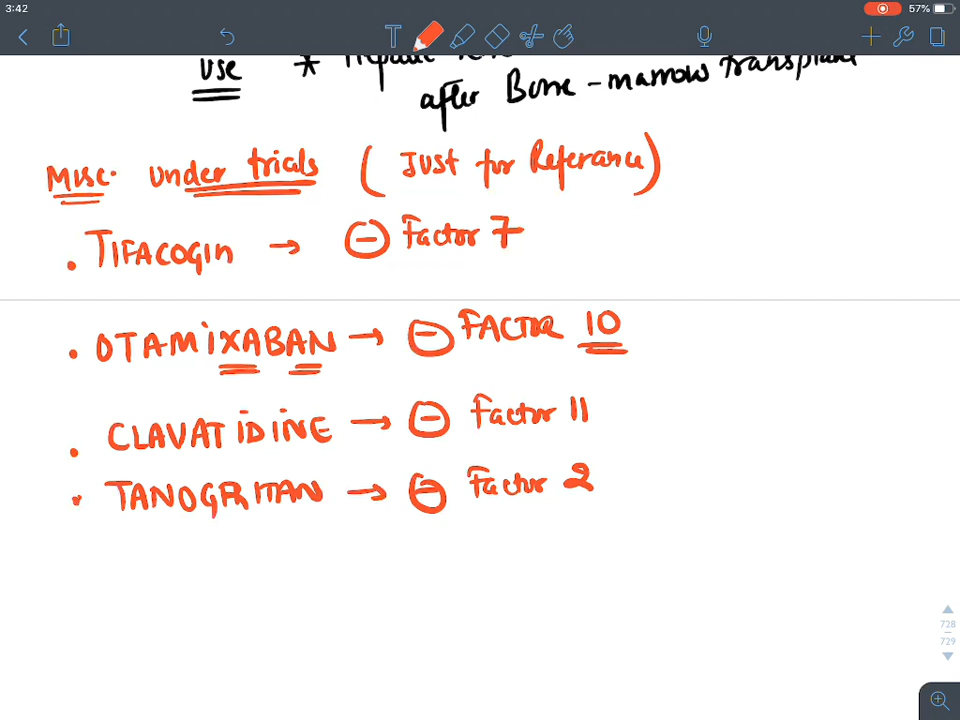 3:42
57%
T
use *
after Bone-marrows transplant
Misc. under trials (Just for Referance)
. TIFACOGIN → ⊖ Factor 7
. OTAMIXABAN → ⊖ FACTOR 10
. CLAVATIDINE → ⊖ Factor 11
. TANOGRITAN → ⊖ Factor 2
728
729